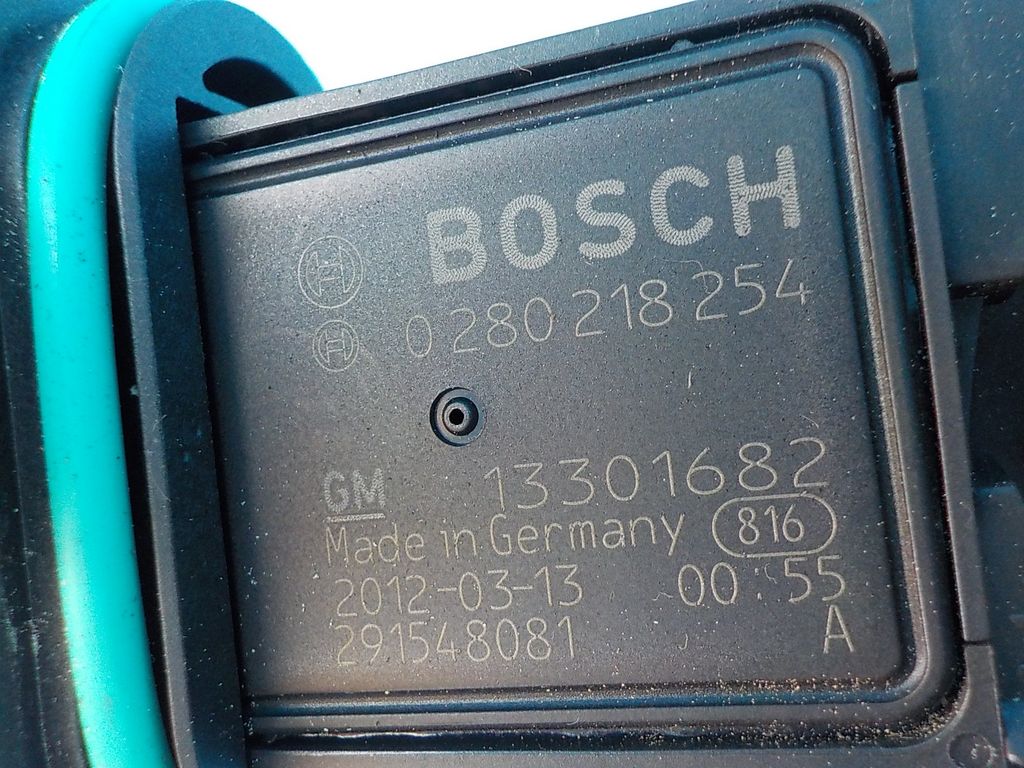 BOSCH
0 280 218 254
GM 13301682
Made in Germany 816
2012-03-13 00:55
291548081 A